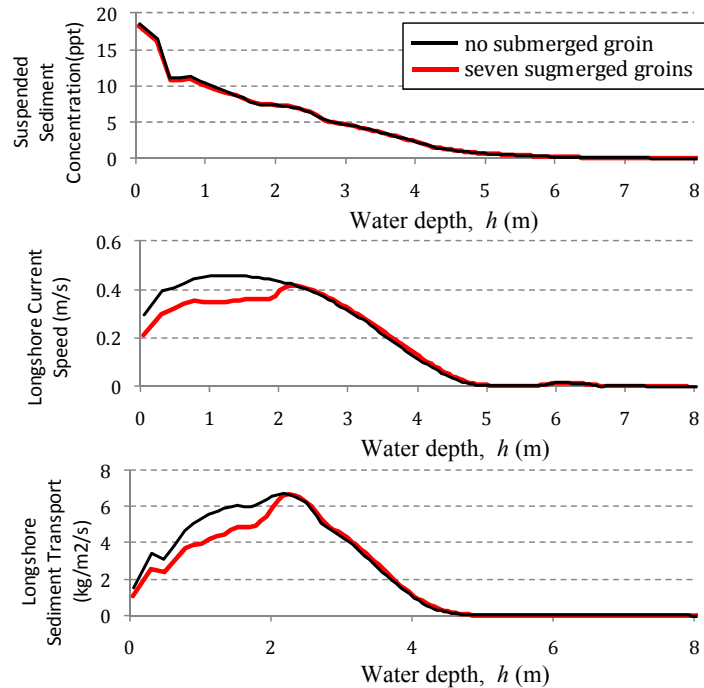 Suspended
Sediment
Concentration(ppt)
20
15
10
5
0
no submerged groin
seven sugmerged groins
0 1 2 3 4 5 6 7 8
Water depth, h (m)
Longshore Current
Speed (m/s)
0.6
0.4
0.2
0
0 1 2 3 4 5 6 7 8
Water depth, h (m)
Longshore
Sediment Transport
(kg/m2/s)
8
6
4
2
0
0 2 4 6 8
Water depth, h (m)